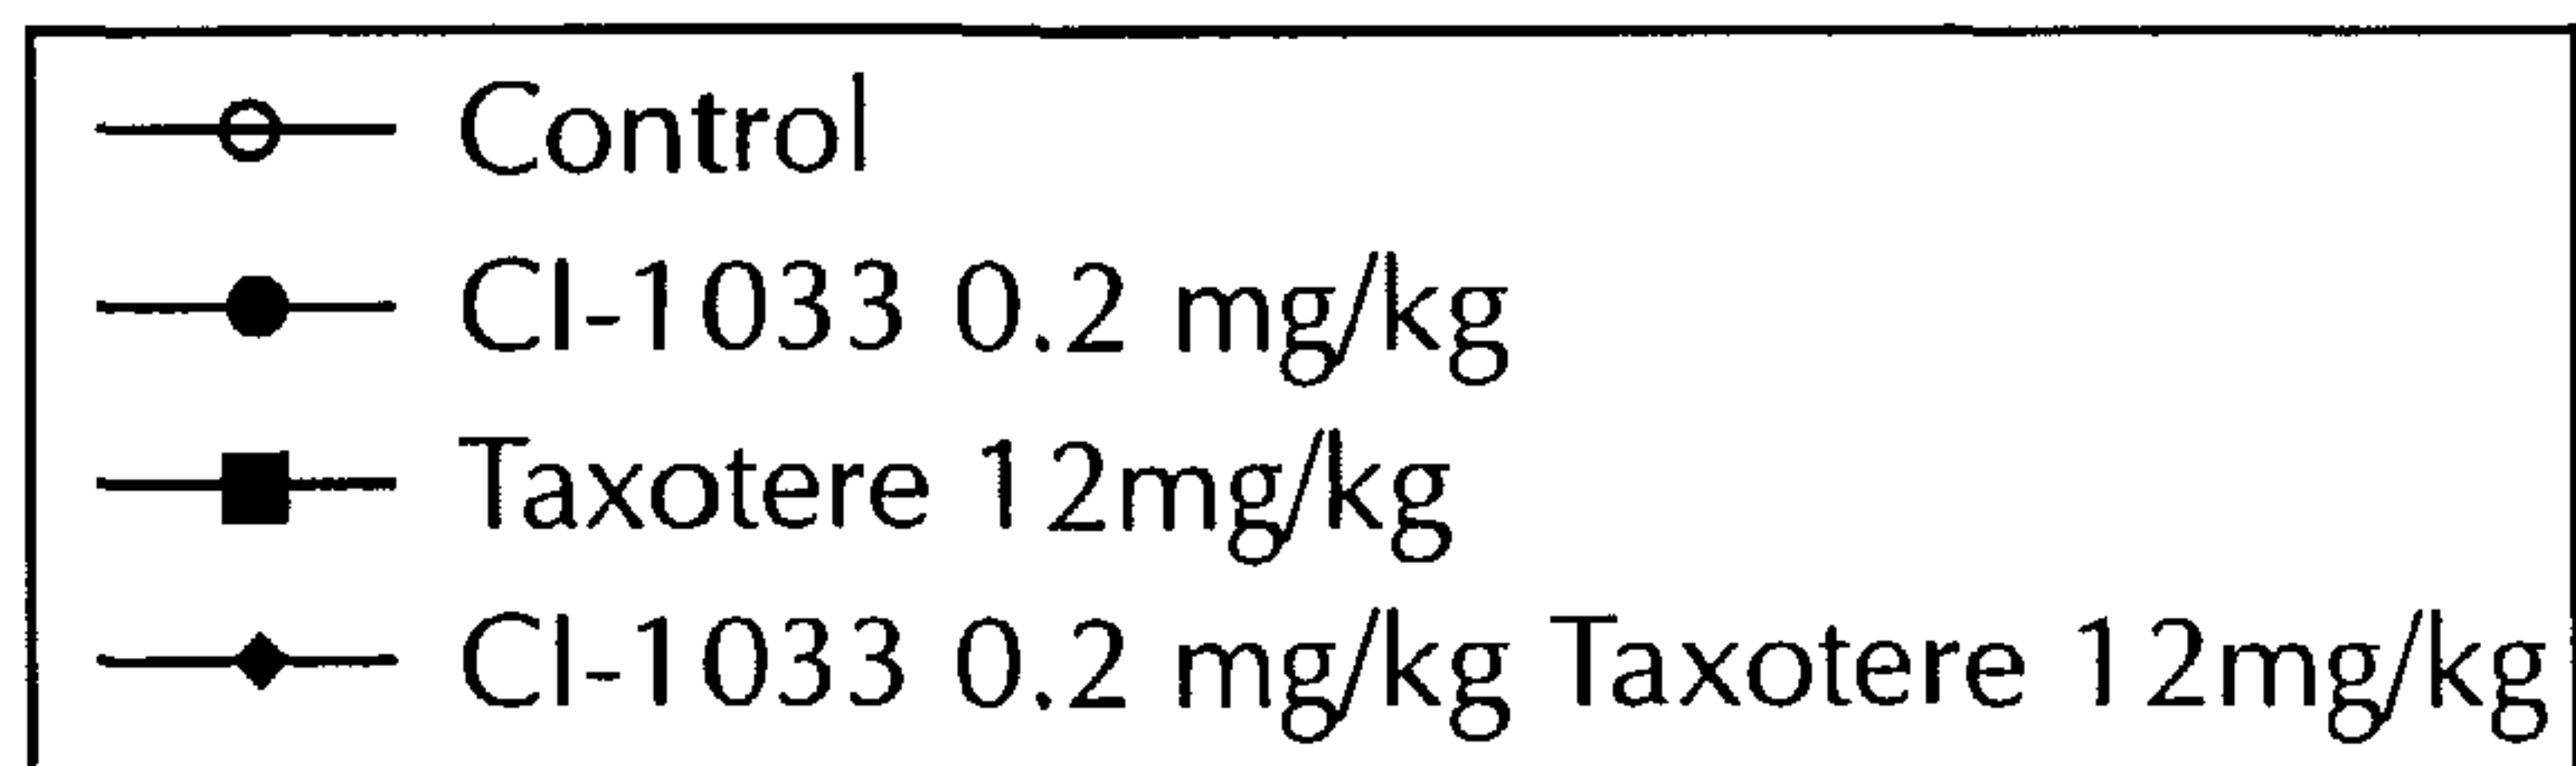 Control
CI-1033 0.2 mg/kg
Taxotere 12mg/kg
CI-1033 0.2 mg/kg Taxotere 12mg/kg